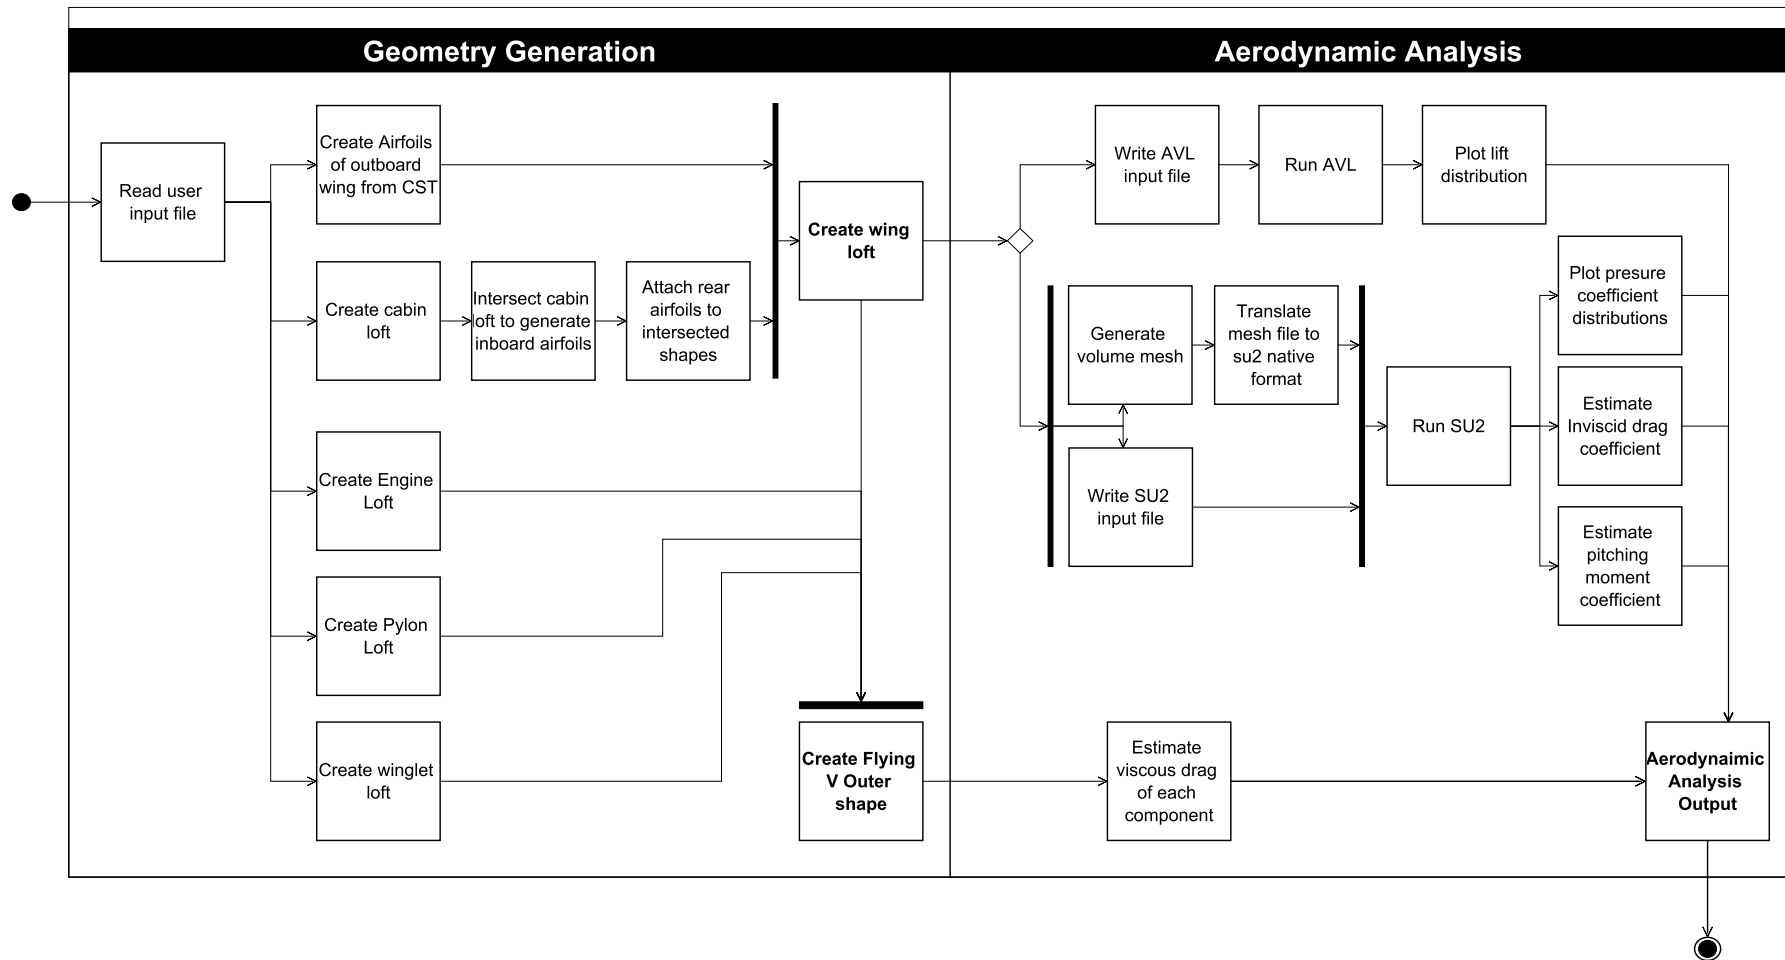 Geometry Generation
Aerodynamic Analysis
Read user
input file
Create Airfoils
of outboard
wing from CST
Create cabin
loft
Intersect cabin
loft to generate
inboard airfoils
Attach rear
airfoils to
intersected
shapes
Create Engine
Loft
Create Pylon
Loft
Create winglet
loft
Create wing
loft
Create Flying
V Outer
shape
Write AVL
input file
Run AVL
Plot lift
distribution
Generate
volume mesh
Translate
mesh file to
su2 native
format
Write SU2
input file
Run SU2
Plot presure
coefficient
distributions
Estimate
Inviscid drag
coefficient
Estimate
pitching
moment
coefficient
Estimate
viscous drag
of each
component
Aerodynaimic
Analysis
Output